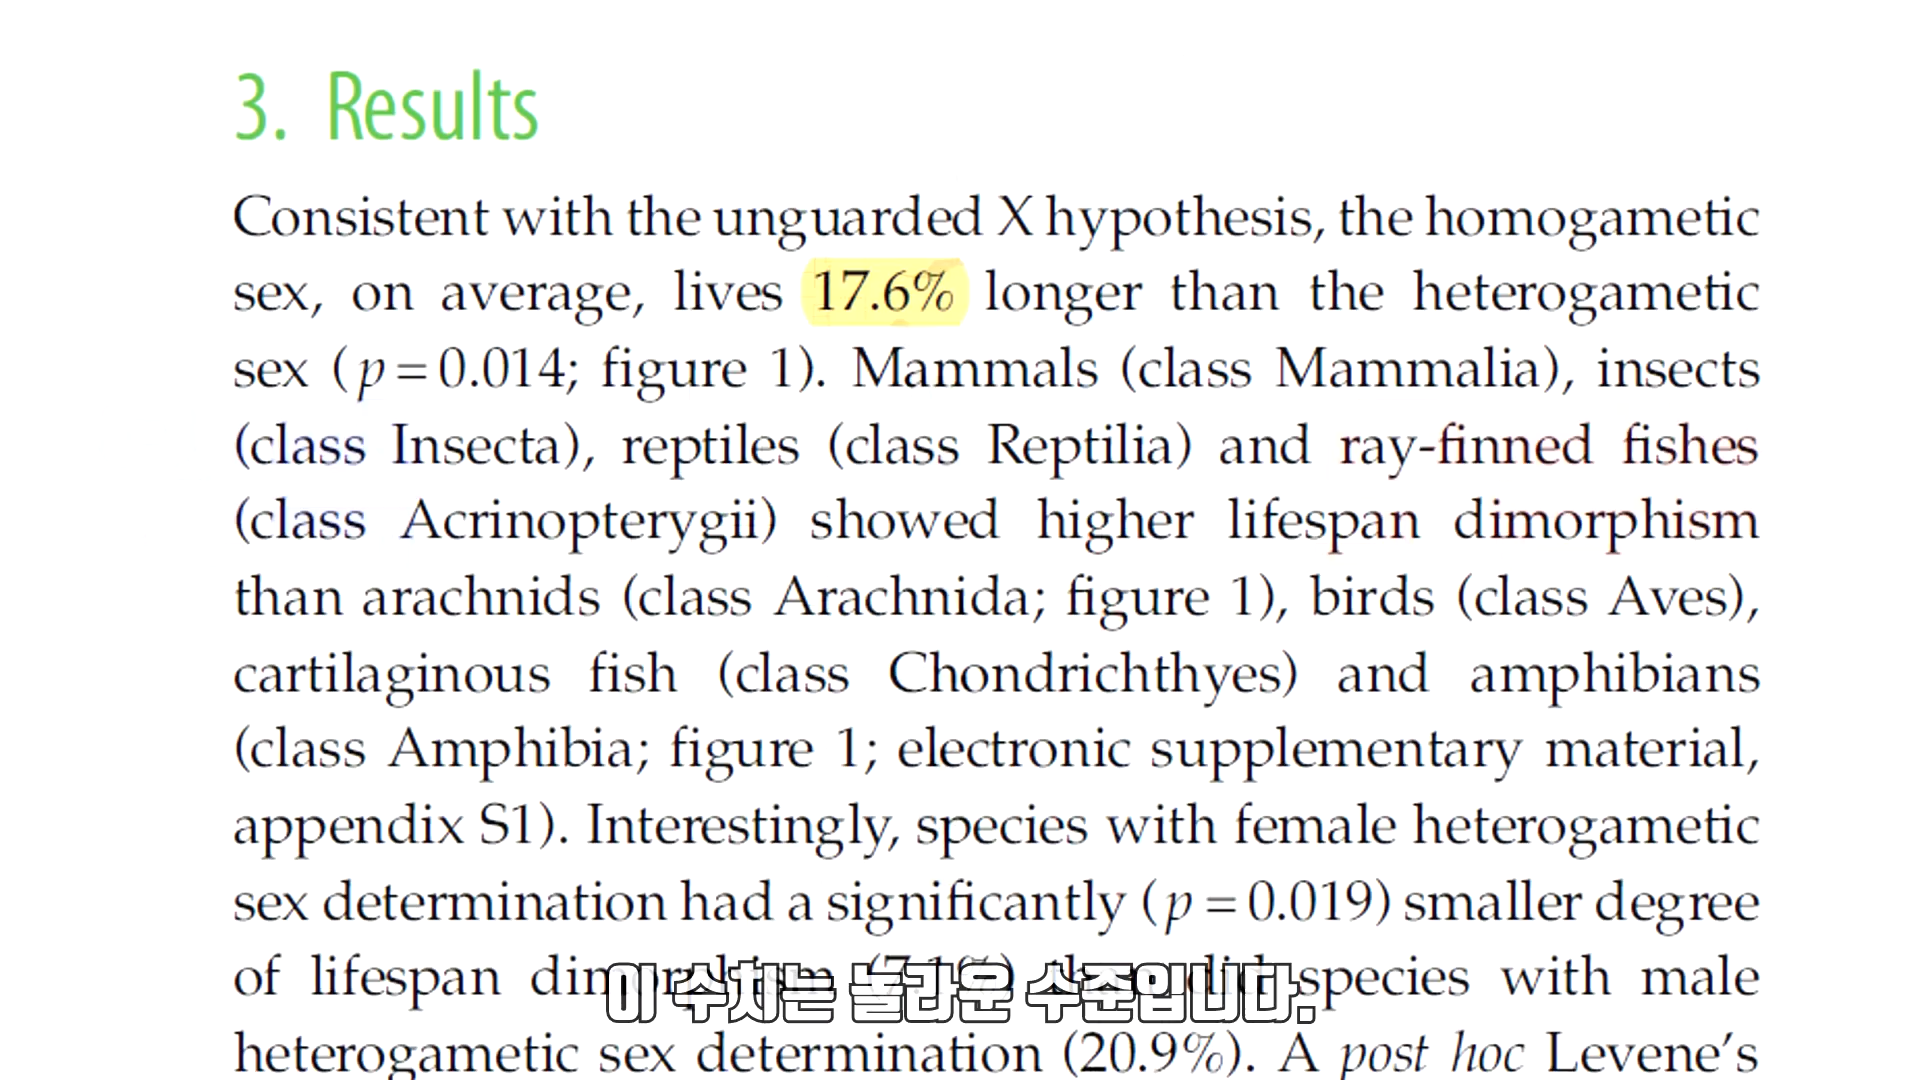 3. Results
Consistent with the unguarded X hypothesis, the homogametic
sex, on average, lives 17.6% longer than the heterogametic
sex (p = 0.014; figure 1). Mammals (class Mammalia), insects
(class Insecta), reptiles (class Reptilia) and ray-finned fishes
(class Acrinopterygii) showed higher lifespan dimorphism
than arachnids (class Arachnida; figure 1), birds (class Aves),
cartilaginous fish (class Chondrichthyes) and amphibians
(class Amphibia; figure 1; electronic supplementary material,
appendix S1). Interestingly, species with female heterogametic
sex determination had a significantly (p = 0.019) smaller degree
of lifespan dimorphism (7.1%) than did species with male
이 수치는 놀라운 수준입니다.
heterogametic sex determination (20.9%). A post hoc Levene's